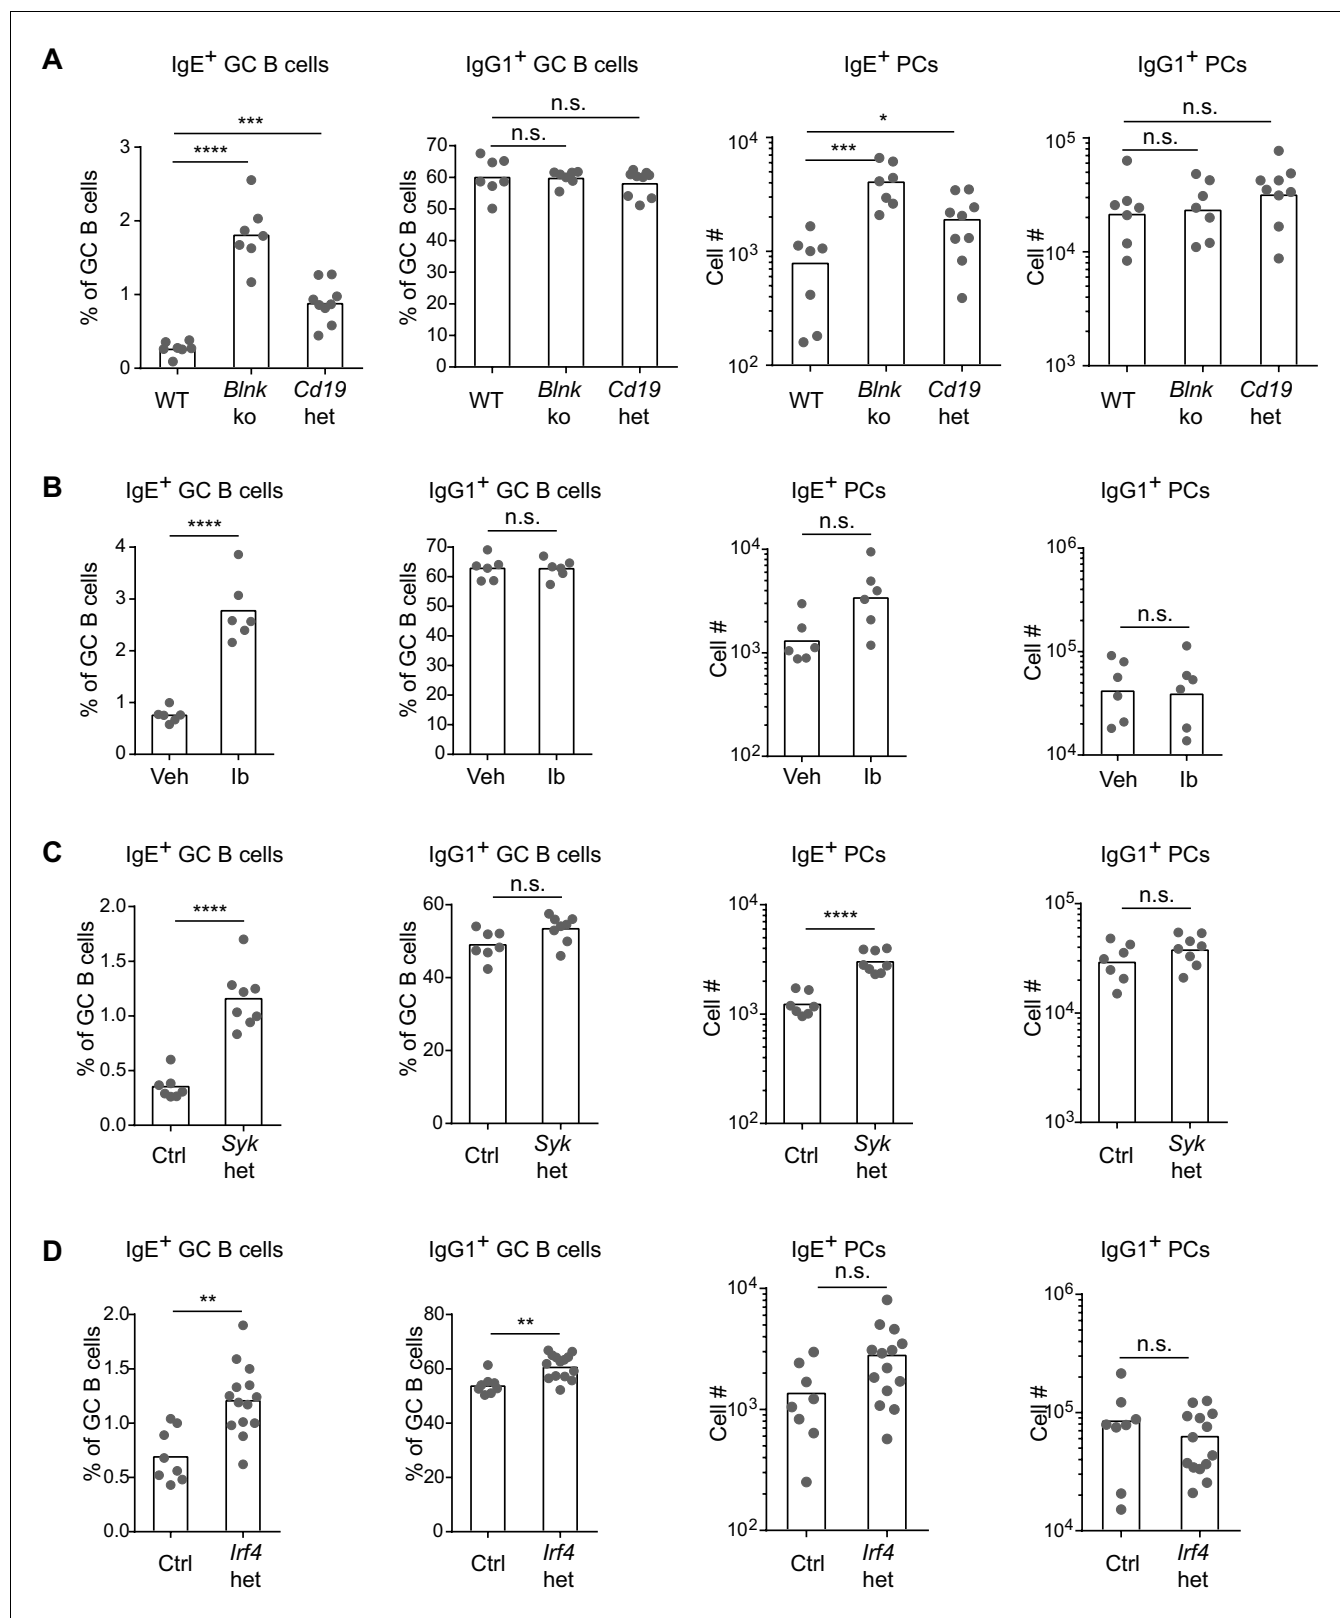 A
IgE+ GC B cells
IgG1+ GC B cells
IgE+ PCs
IgG1+ PCs
% of GC B cells
3
2
1
0
***
****
WT
Blnk
ko
Cd19
het
% of GC B cells
70
60
50
40
30
20
10
0
n.s.
n.s.
WT
Blnk
ko
Cd19
het
Cell #
10^4
10^3
10^2
*
***
WT
Blnk
ko
Cd19
het
Cell #
10^5
10^4
10^3
n.s.
n.s.
WT
Blnk
ko
Cd19
het
B
IgE+ GC B cells
IgG1+ GC B cells
IgE+ PCs
IgG1+ PCs
% of GC B cells
4
3
2
1
0
****
Veh
Ib
% of GC B cells
70
60
50
40
30
20
10
0
n.s.
Veh
Ib
Cell #
10^4
10^3
10^2
n.s.
Veh
Ib
Cell #
10^6
10^5
10^4
n.s.
Veh
Ib
C
IgE+ GC B cells
IgG1+ GC B cells
IgE+ PCs
IgG1+ PCs
% of GC B cells
2.0
1.5
1.0
0.5
0.0
****
Ctrl
Syk
het
% of GC B cells
60
40
20
0
n.s.
Ctrl
Syk
het
Cell #
10^4
10^3
10^2
****
Ctrl
Syk
het
Cell #
10^5
10^4
10^3
n.s.
Ctrl
Syk
het
D
IgE+ GC B cells
IgG1+ GC B cells
IgE+ PCs
IgG1+ PCs
% of GC B cells
2.0
1.5
1.0
0.5
0.0
**
Ctrl
Irf4
het
% of GC B cells
80
60
40
20
0
**
Ctrl
Irf4
het
Cell #
10^4
10^3
10^2
n.s.
Ctrl
Irf4
het
Cell #
10^6
10^5
10^4
n.s.
Ctrl
Irf4
het